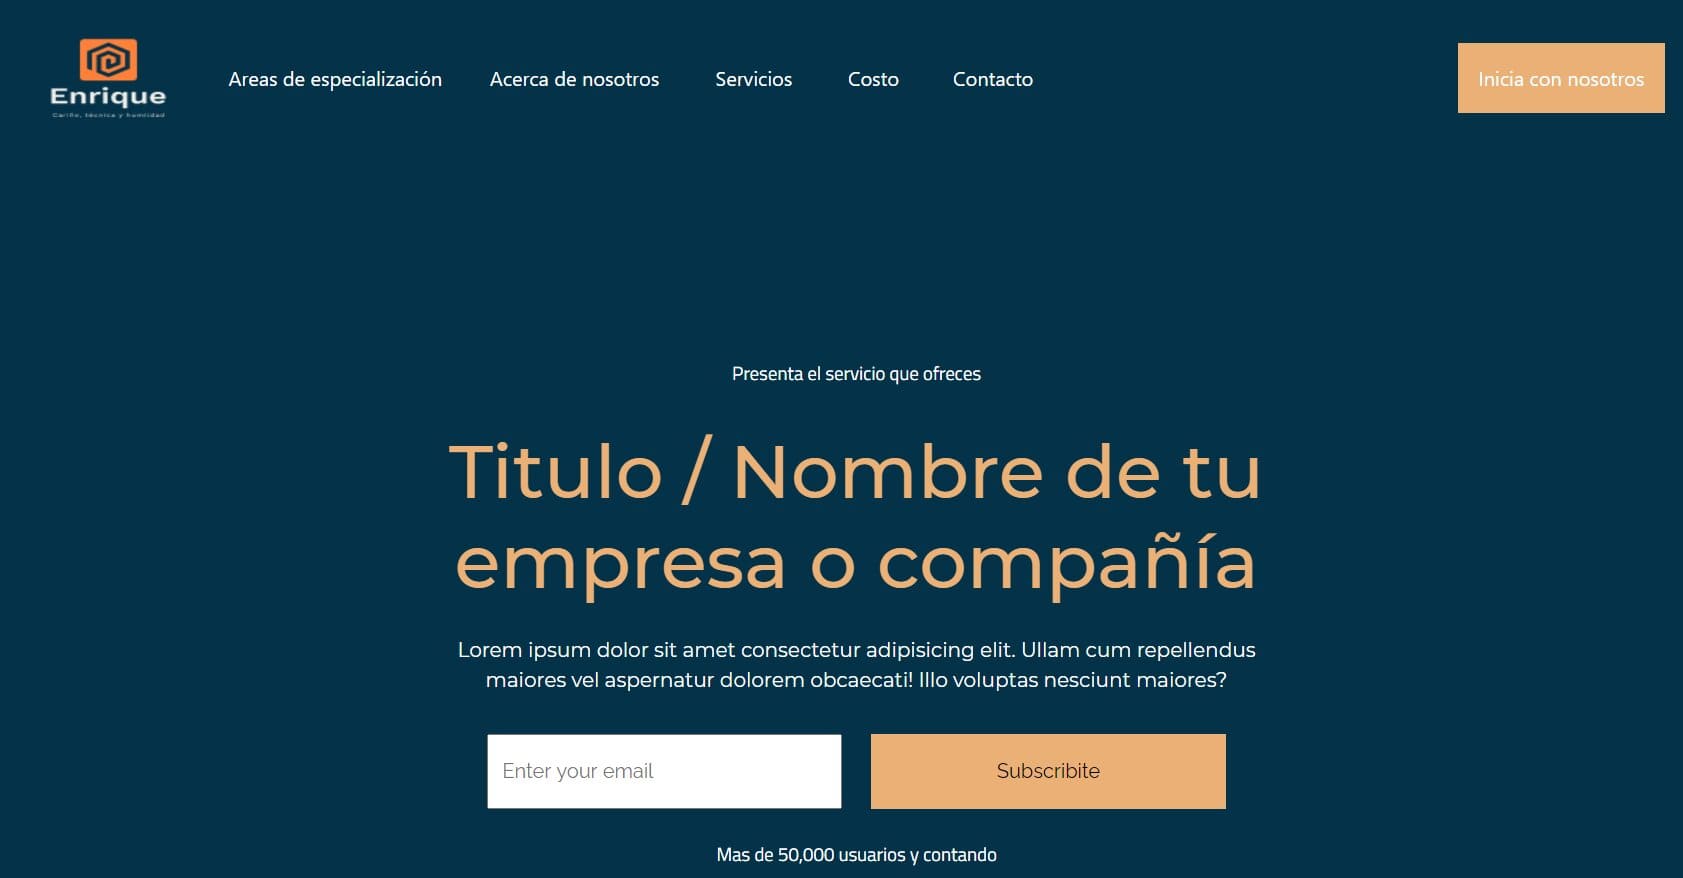 Enrique
Cariño, técnica y humildad
Areas de especialización
Acerca de nosotros
Servicios
Costo
Contacto
Inicia con nosotros
Presenta el servicio que ofreces
Titulo / Nombre de tu
empresa o compañía
Lorem ipsum dolor sit amet consectetur adipisicing elit. Ullam cum repellendus
maiores vel aspernatur dolorem obcaecati! Illo voluptas nesciunt maiores?
Enter your email
Subscribite
Mas de 50,000 usuarios y contando